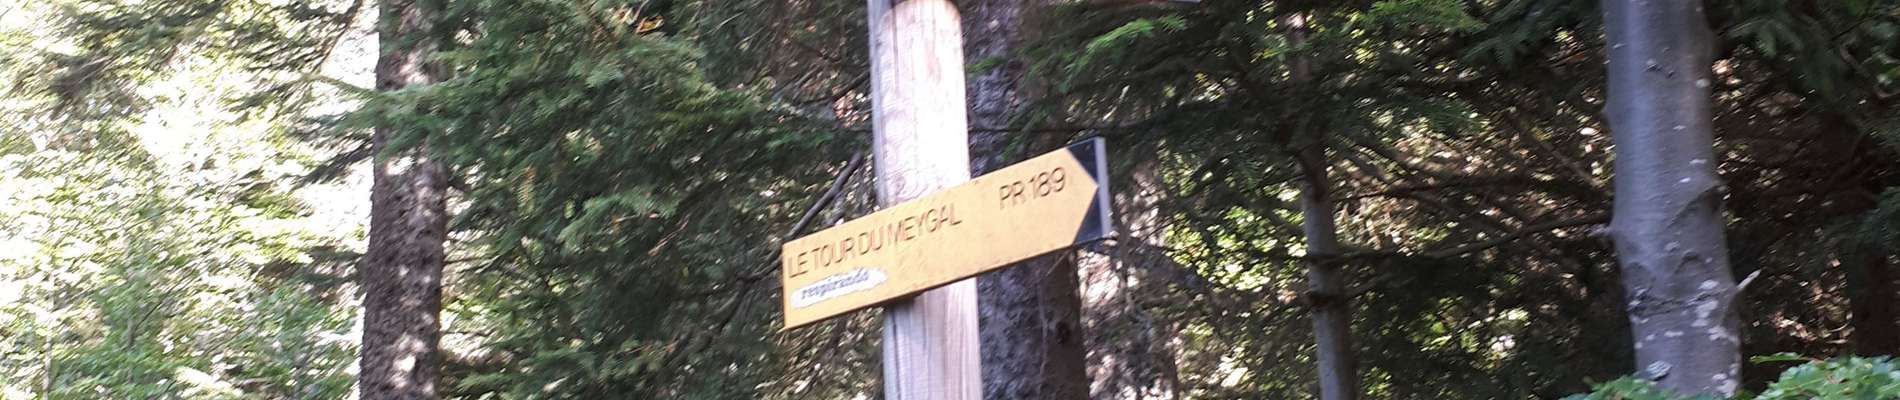 LE TOUR DU MEYGAL PR 189
respirando